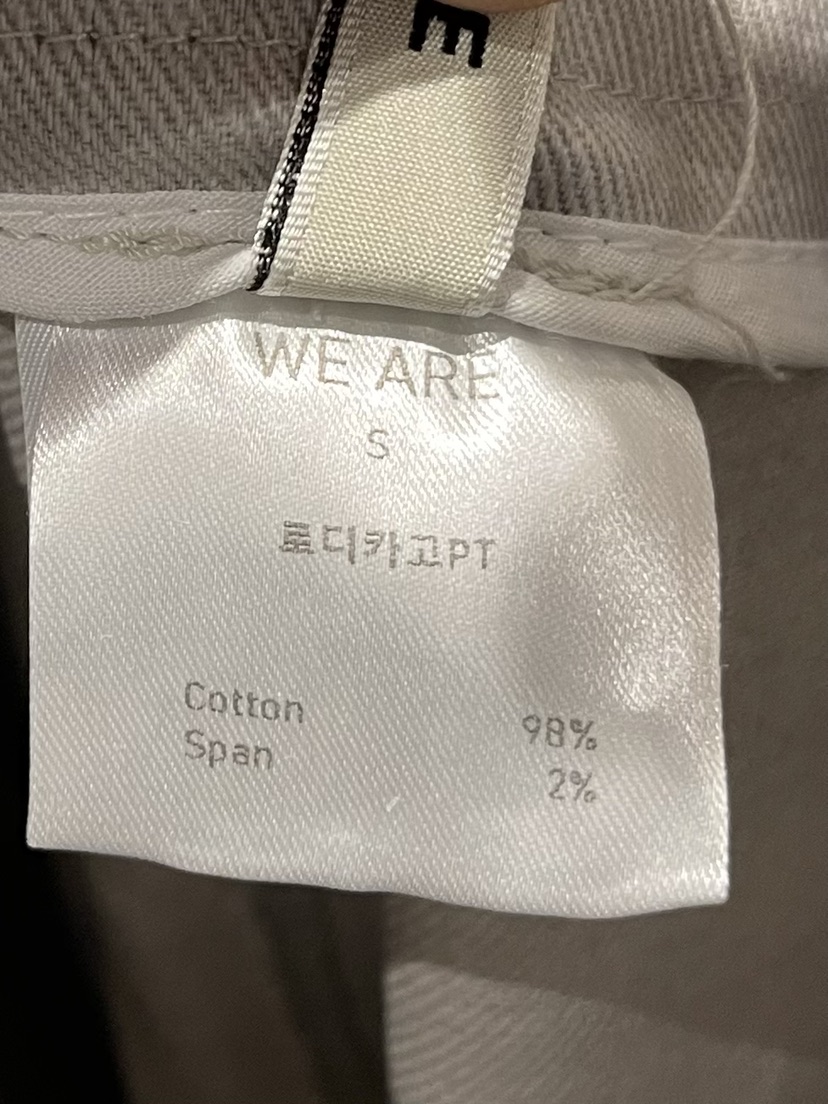 E
WE ARE
S
로디카고PT
Cotton 98%
Span 2%